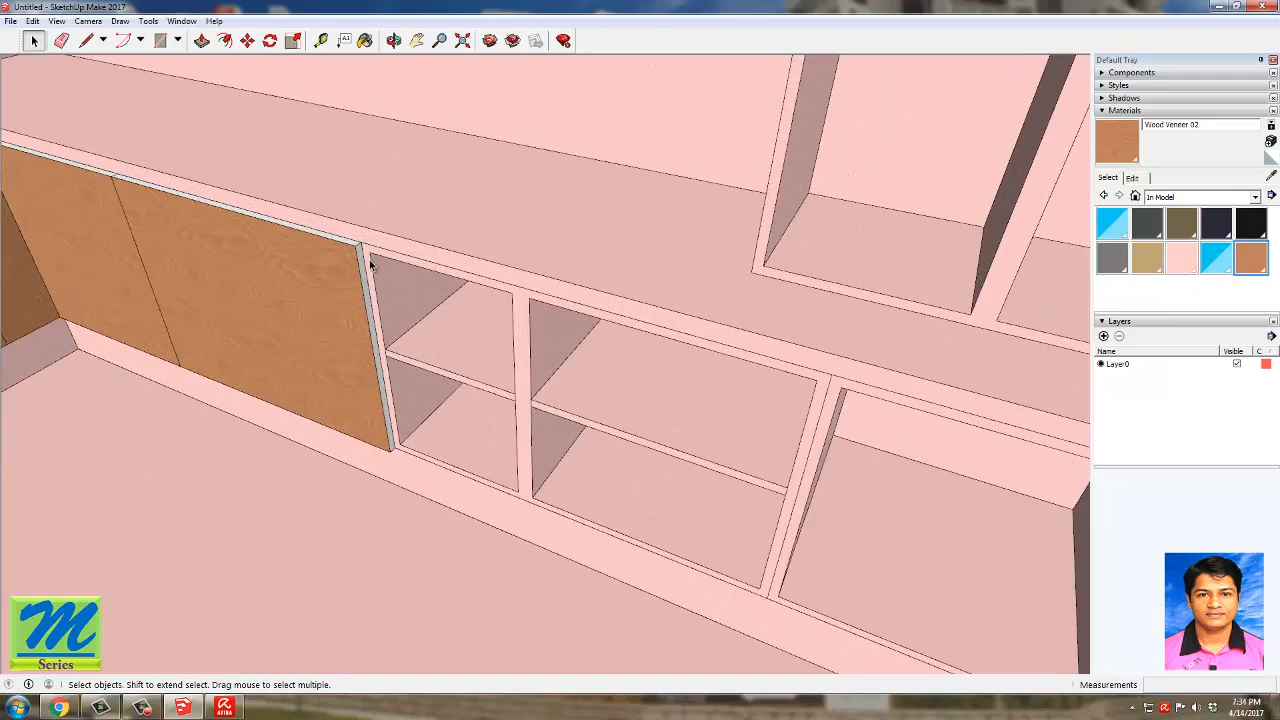 Untitled - SketchUp Make 2017
File Edit View Camera Draw Tools Window Help
Default Tray
Components
Styles
Shadows
Materials
Wood Veneer 02
Select Edit
In Model
Layers
Name Visible C
Layer0
M
Series
Select objects. Shift to extend select. Drag mouse to select multiple.
Measurements
AVIRA
7:34 PM
4/14/2017